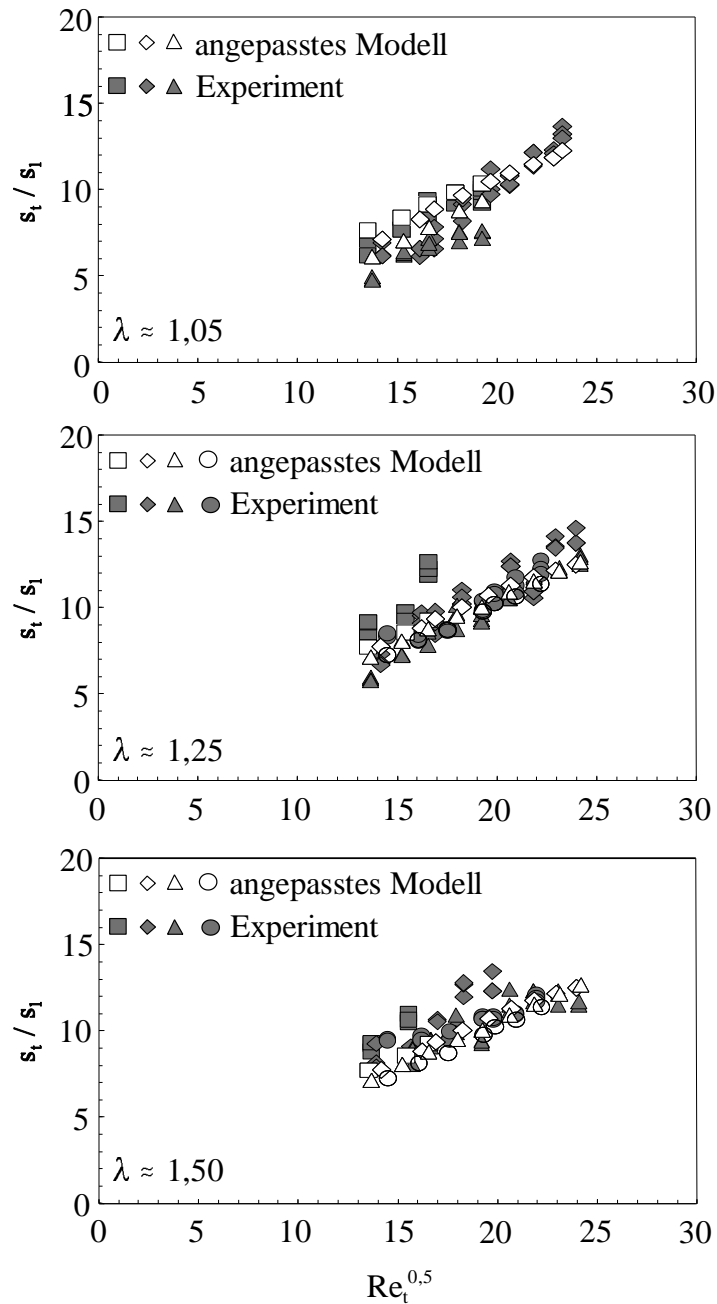 20
angepasstes Modell
Experiment
15
10
5
0
s_t / s_l
λ ≈ 1,05
0 5 10 15 20 25 30
20
angepasstes Modell
Experiment
15
10
5
0
s_t / s_l
λ ≈ 1,25
0 5 10 15 20 25 30
20
angepasstes Modell
Experiment
15
10
5
0
s_t / s_l
λ ≈ 1,50
0 5 10 15 20 25 30
Re_t^0,5